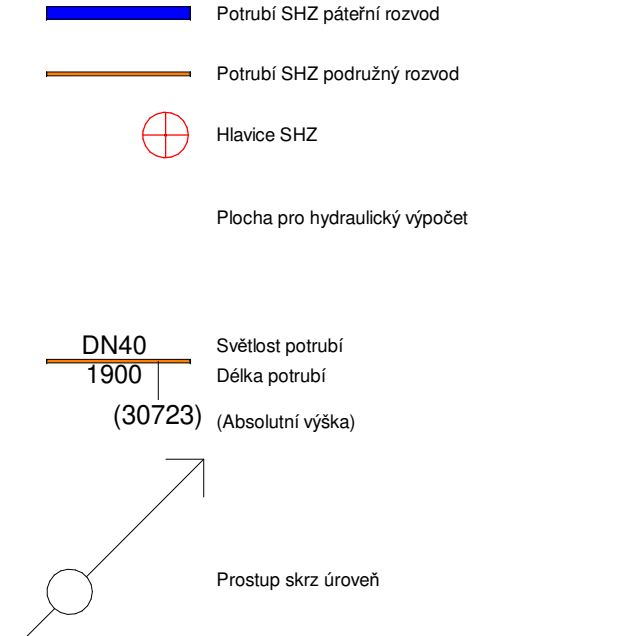 Potrubí SHZ páteřní rozvod
Potrubí SHZ podružný rozvod
Hlavice SHZ
Plocha pro hydraulický výpočet
DN40 Světlost potrubí
1900 Délka potrubí
(30723) (Absolutní výška)
Prostup skrz úroveň